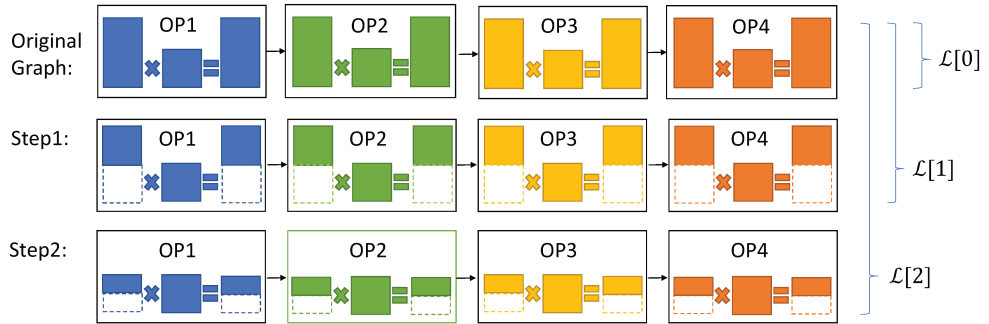 Original
Graph:
OP1
OP2
OP3
OP4
ℒ[0]
Step1:
OP1
OP2
OP3
OP4
ℒ[1]
Step2:
OP1
OP2
OP3
OP4
ℒ[2]